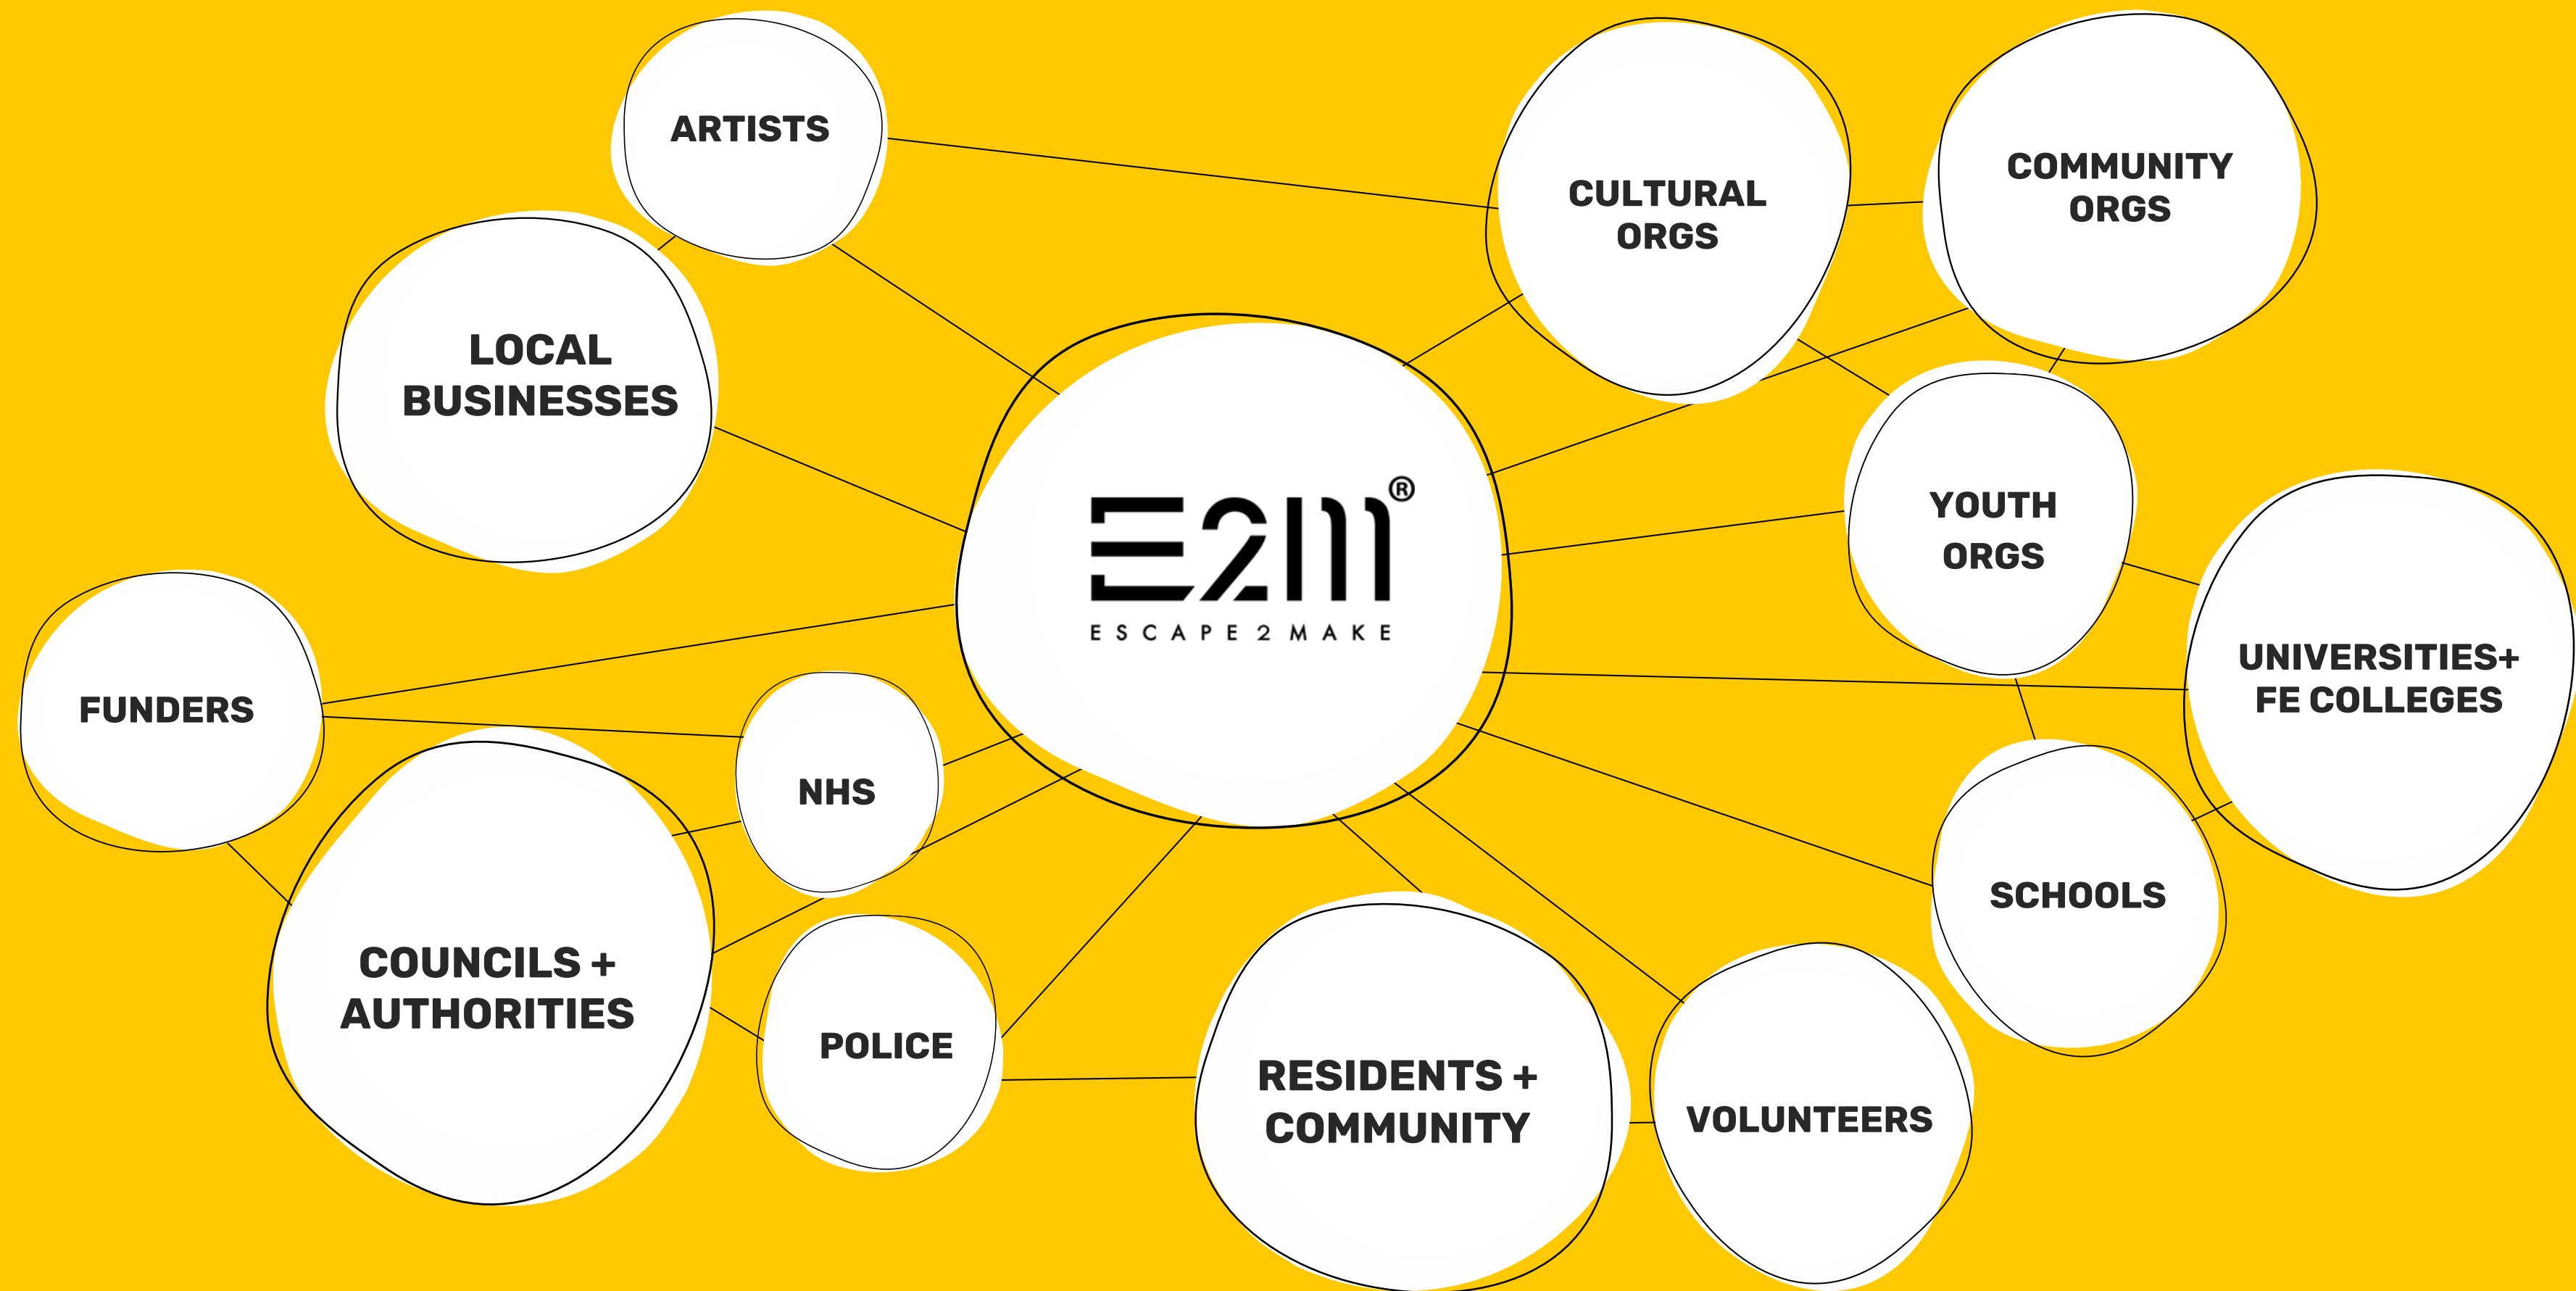 ARTISTS
CULTURAL
ORGS
COMMUNITY
ORGS
LOCAL
BUSINESSES
E2M®
ESCAPE2MAKE
YOUTH
ORGS
UNIVERSITIES+
FE COLLEGES
FUNDERS
NHS
SCHOOLS
COUNCILS +
AUTHORITIES
POLICE
RESIDENTS +
COMMUNITY
VOLUNTEERS